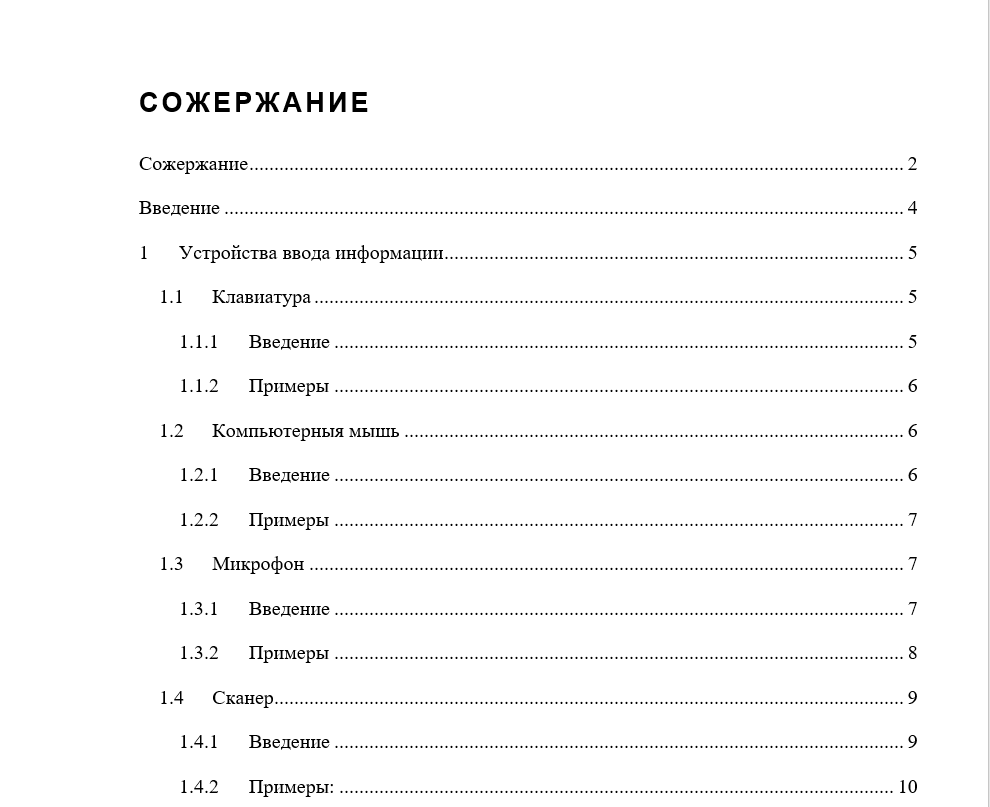 СОЖЕРЖАНИЕ
Сожержание 2
Введение 4
1 Устройства ввода информации 5
1.1 Клавиатура 5
1.1.1 Введение 5
1.1.2 Примеры 6
1.2 Компьютерныя мышь 6
1.2.1 Введение 6
1.2.2 Примеры 7
1.3 Микрофон 7
1.3.1 Введение 7
1.3.2 Примеры 8
1.4 Сканер 9
1.4.1 Введение 9
1.4.2 Примеры: 10